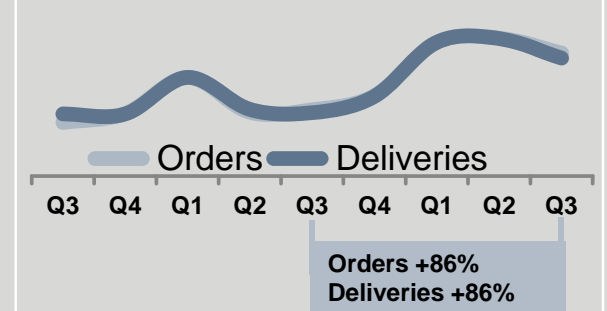 Orders Deliveries
Q3 Q4 Q1 Q2 Q3 Q4 Q1 Q2 Q3
Orders +86%
Deliveries +86%